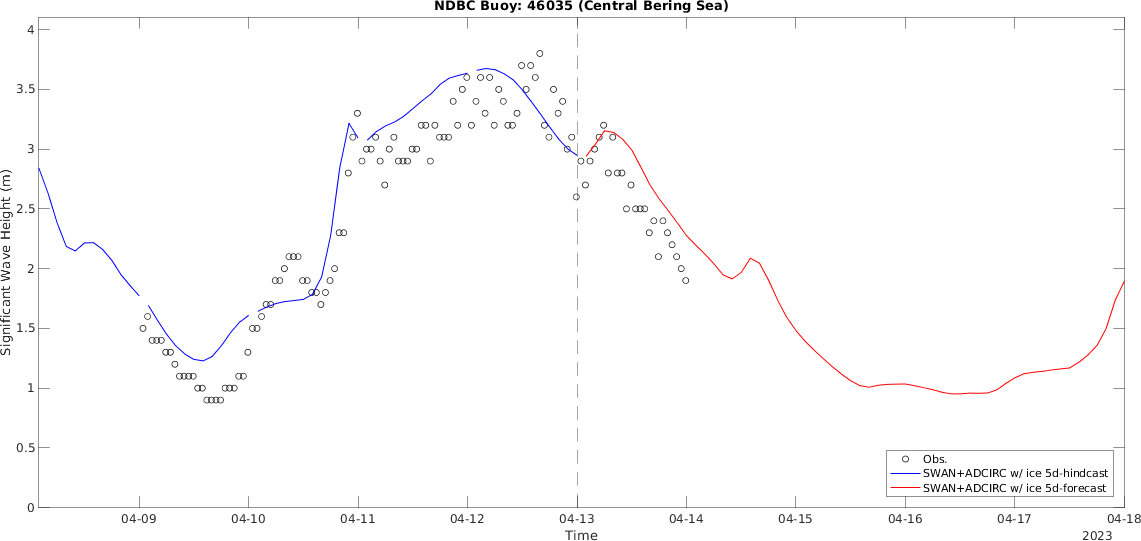 NDBC Buoy: 46035 (Central Bering Sea)
4
3.5
3
2.5
2
1.5
1
0.5
0
Significant Wave Height (m)
Obs.
SWAN+ADCIRC w/ ice 5d-hindcast
SWAN+ADCIRC w/ ice 5d-forecast
04-09 04-10 04-11 04-12 04-13 04-14 04-15 04-16 04-17 04-18
Time
2023